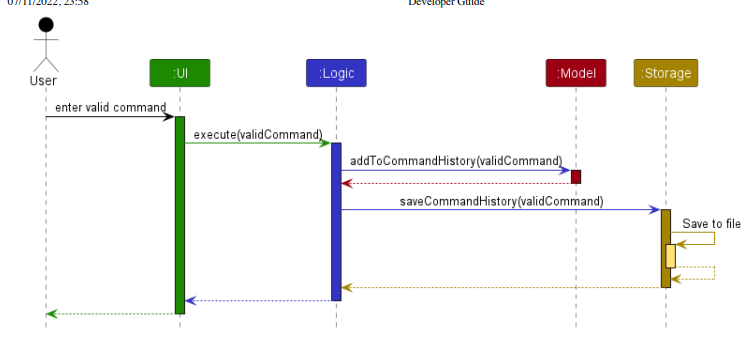 07/11/2022, 23:58
Developer Guide
User
:UI
:Logic
:Model
:Storage
enter valid command
execute(validCommand)
addToCommandHistory(validCommand)
saveCommandHistory(validCommand)
Save to file